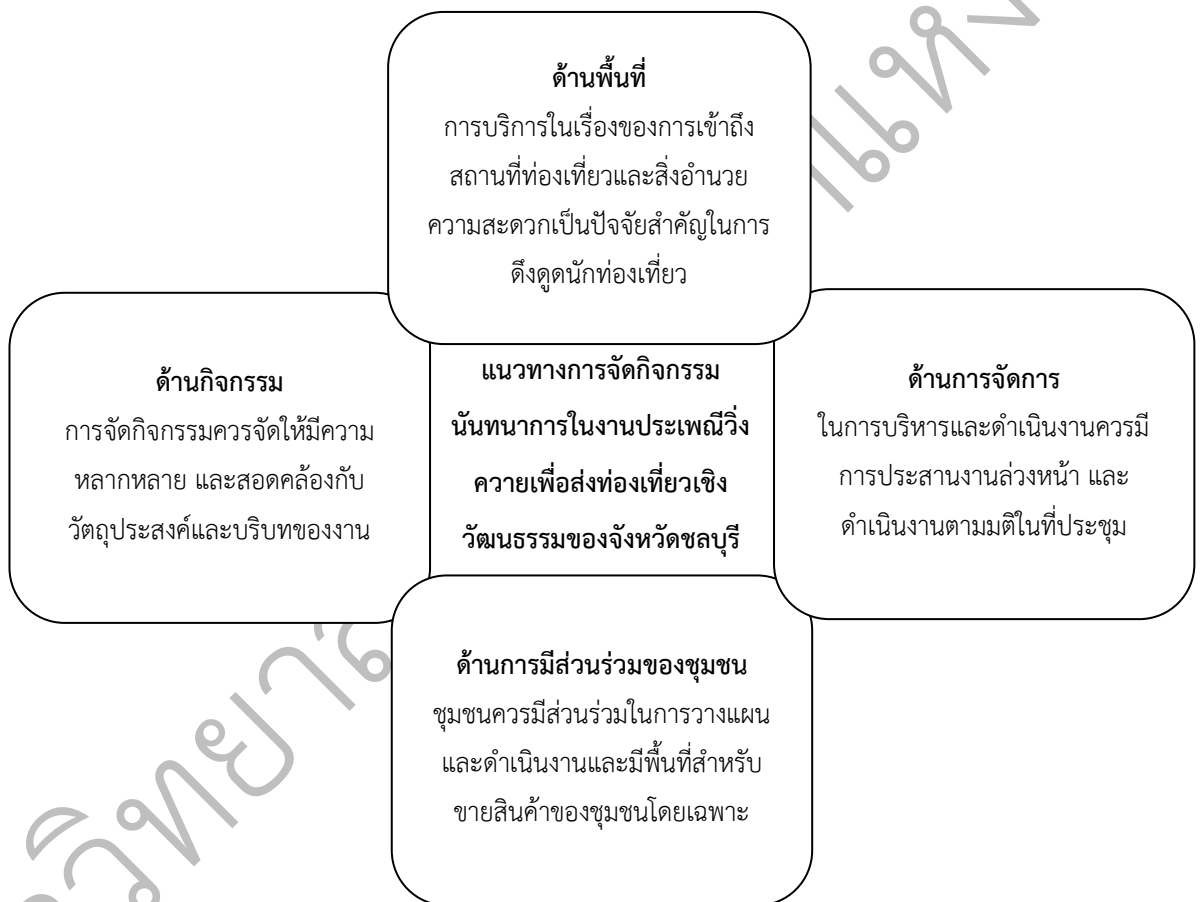 ด้านพื้นที่
การบริการในเรื่องของการเข้าถึง
สถานที่ท่องเที่ยวและสิ่งอำนวย
ความสะดวกเป็นปัจจัยสำคัญในการ
ดึงดูดนักท่องเที่ยว
ด้านกิจกรรม
การจัดกิจกรรมควรจัดให้มีความ
หลากหลาย และสอดคล้องกับ
วัตถุประสงค์และบริบทของงาน
แนวทางการจัดกิจกรรม
นันทนาการในงานประเพณีวิ่ง
ควายเพื่อส่งท่องเที่ยวเชิง
วัฒนธรรมของจังหวัดชลบุรี
ด้านการจัดการ
ในการบริหารและดำเนินงานควรมี
การประสานงานล่วงหน้า และ
ดำเนินงานตามมติในที่ประชุม
ด้านการมีส่วนร่วมของชุมชน
ชุมชนควรมีส่วนร่วมในการวางแผน
และดำเนินงานและมีพื้นที่สำหรับ
ขายสินค้าของชุมชนโดยเฉพาะ